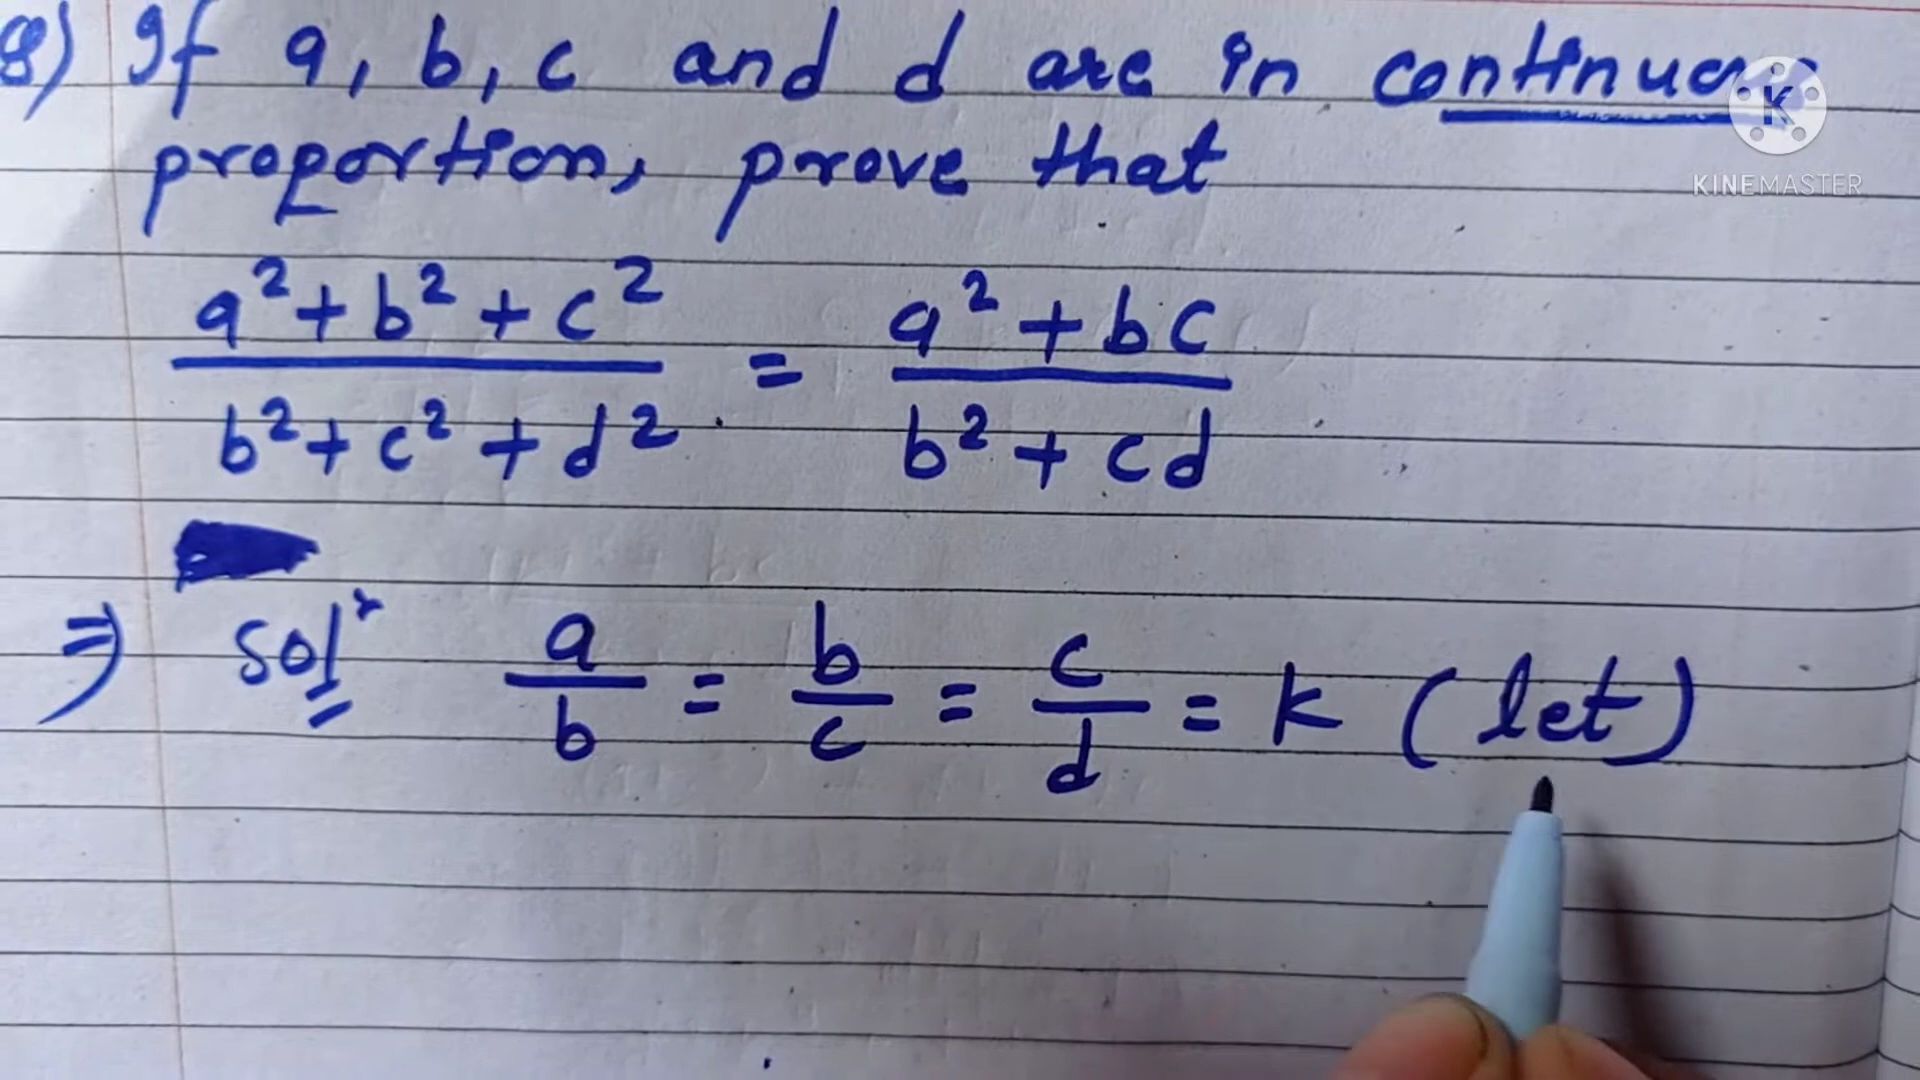 8) If a, b, c and d are in continuous
proportion, prove that
a² + b² + c² / b² + c² + d² = a² + bc / b² + cd
⇒ Solⁿ a/b = b/c = c/d = k (let)
K
KINEMASTER